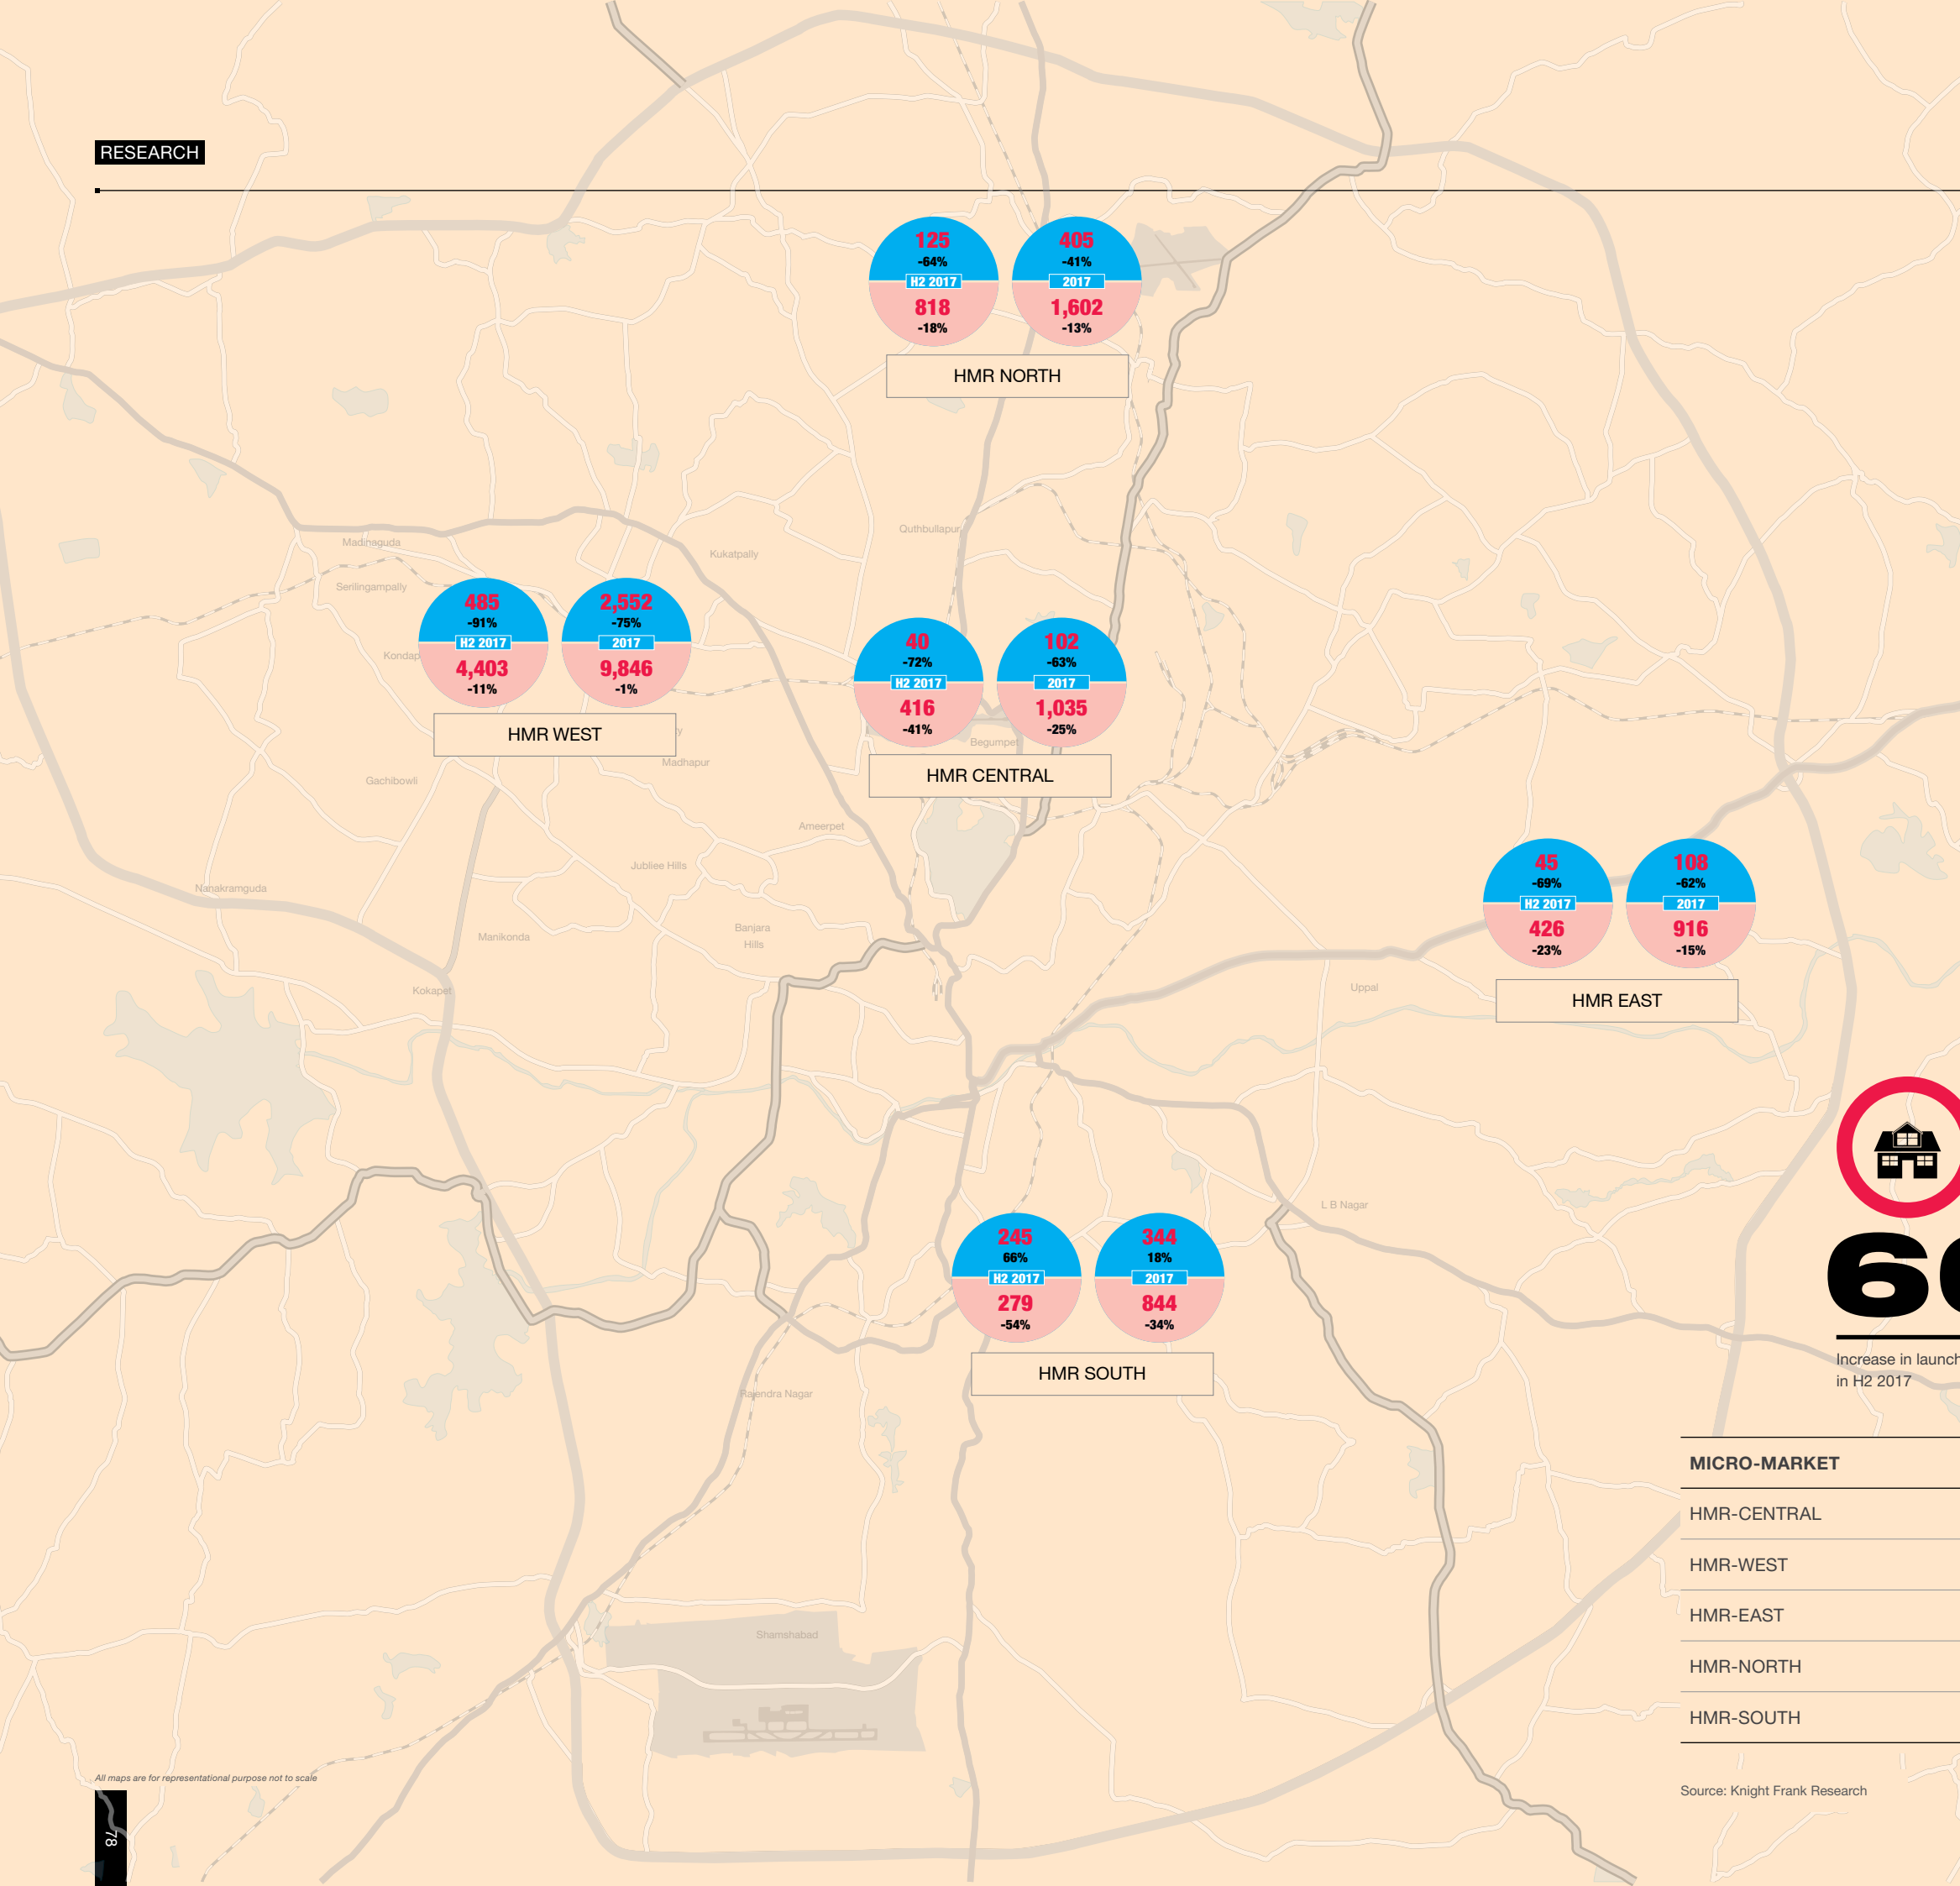 RESEARCH
125
-64%
H2 2017
818
-18%
405
-41%
2017
1,602
-13%
HMR NORTH
Quthbullapur
Madinaguda
Kukatpally
Serilingampally
485
-91%
H2 2017
4,403
-11%
2,552
-75%
2017
9,846
-1%
HMR WEST
Kondap
40
-72%
H2 2017
416
-41%
102
-63%
2017
1,035
-25%
HMR CENTRAL
y
Begumpet
Madhapur
Gachibowli
Ameerpet
Jubliee Hills
Nanakramguda
Banjara
Hills
Manikonda
Kokapet
45
-69%
H2 2017
426
-23%
108
-62%
2017
916
-15%
HMR EAST
Uppal
L B Nagar
245
66%
H2 2017
279
-54%
344
18%
2017
844
-34%
HMR SOUTH
Rajendra Nagar
Shamshabad
6
Increase in launch
in H2 2017
MICRO-MARKET
HMR-CENTRAL
HMR-WEST
HMR-EAST
HMR-NORTH
HMR-SOUTH
All maps are for representational purpose not to scale
Source: Knight Frank Research
78